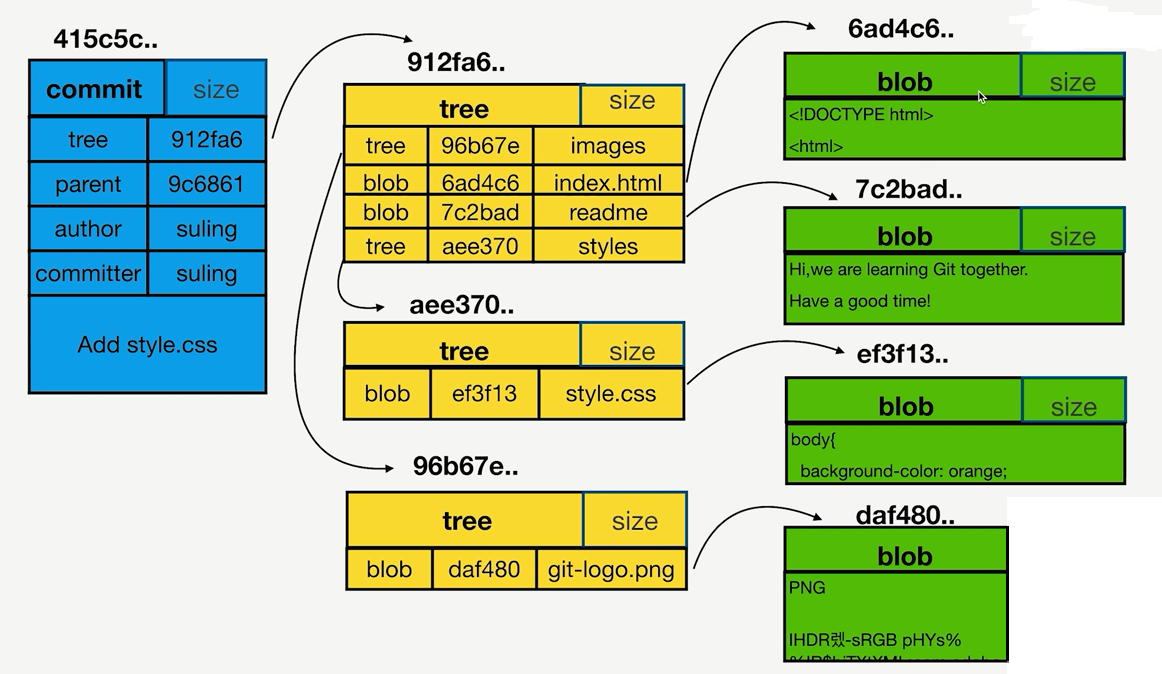 415c5c..
commit size
tree 912fa6
parent 9c6861
author suling
committer suling
Add style.css
912fa6..
tree size
tree 96b67e images
blob 6ad4c6 index.html
blob 7c2bad readme
tree aee370 styles
aee370..
tree size
blob ef3f13 style.css
96b67e..
tree size
blob daf480 git-logo.png
6ad4c6..
blob size
<!DOCTYPE html>
<html>
7c2bad..
blob size
Hi,we are learning Git together.
Have a good time!
ef3f13..
blob size
body{
background-color: orange;
daf480..
blob
PNG
IHDR렜-sRGB pHYs%